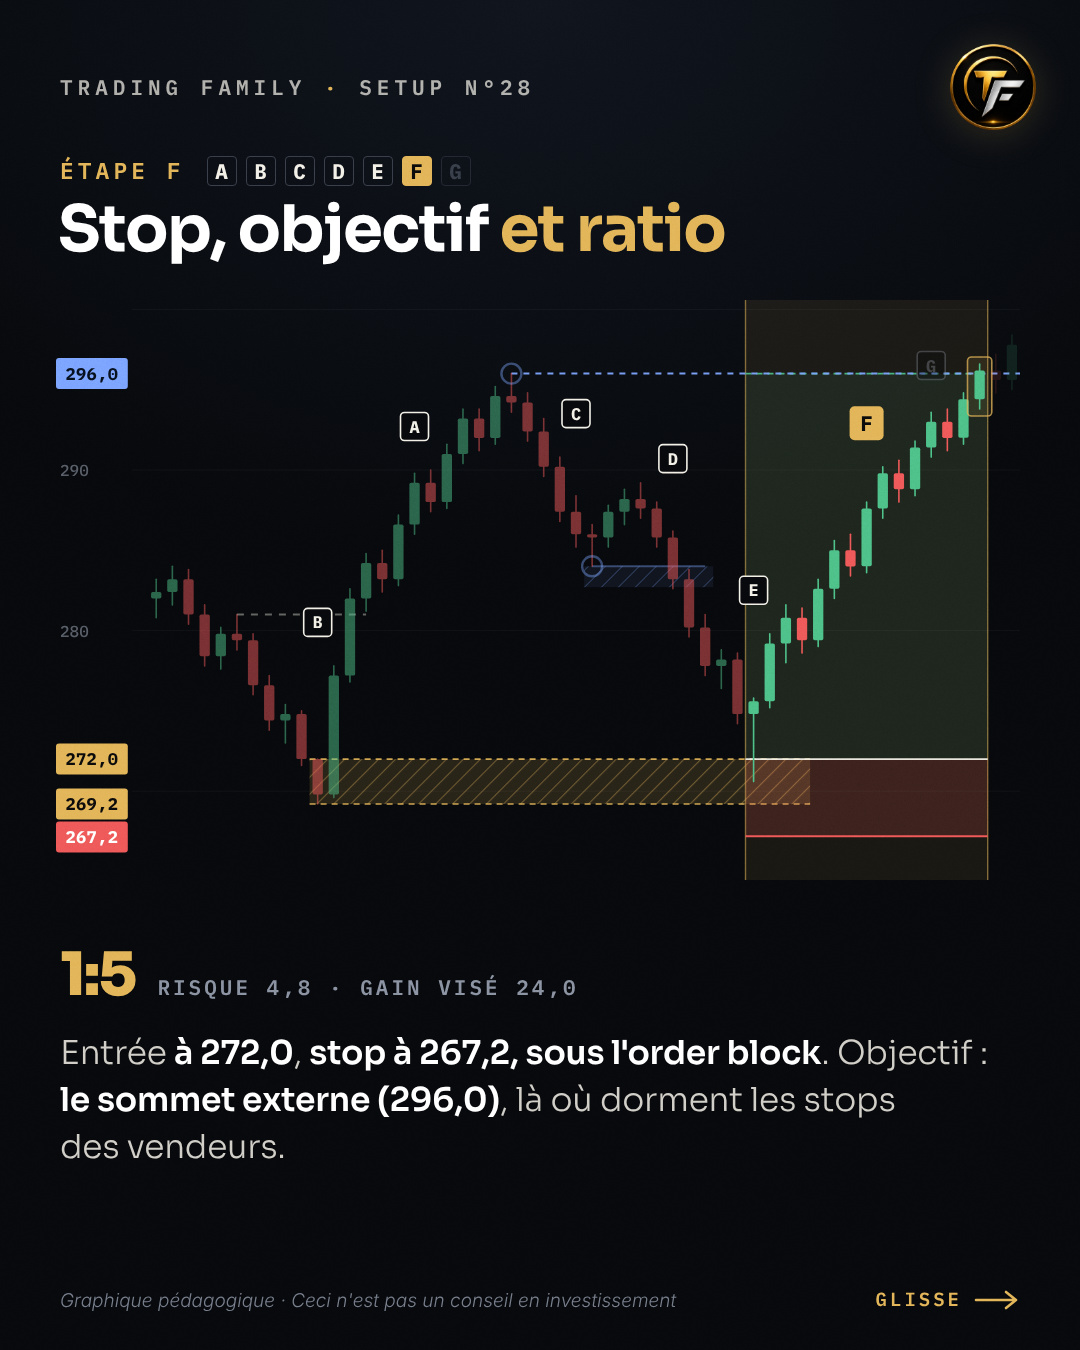 TRADING FAMILY · SETUP N°28
TF
ÉTAPE F A B C D E F G
Stop, objectif et ratio
296,0
G
F
C
A
D
290
E
B
280
272,0
269,2
267,2
1:5 RISQUE 4,8 · GAIN VISÉ 24,0
Entrée à 272,0, stop à 267,2, sous l'order block. Objectif :
le sommet externe (296,0), là où dorment les stops
des vendeurs.
Graphique pédagogique · Ceci n'est pas un conseil en investissement
GLISSE